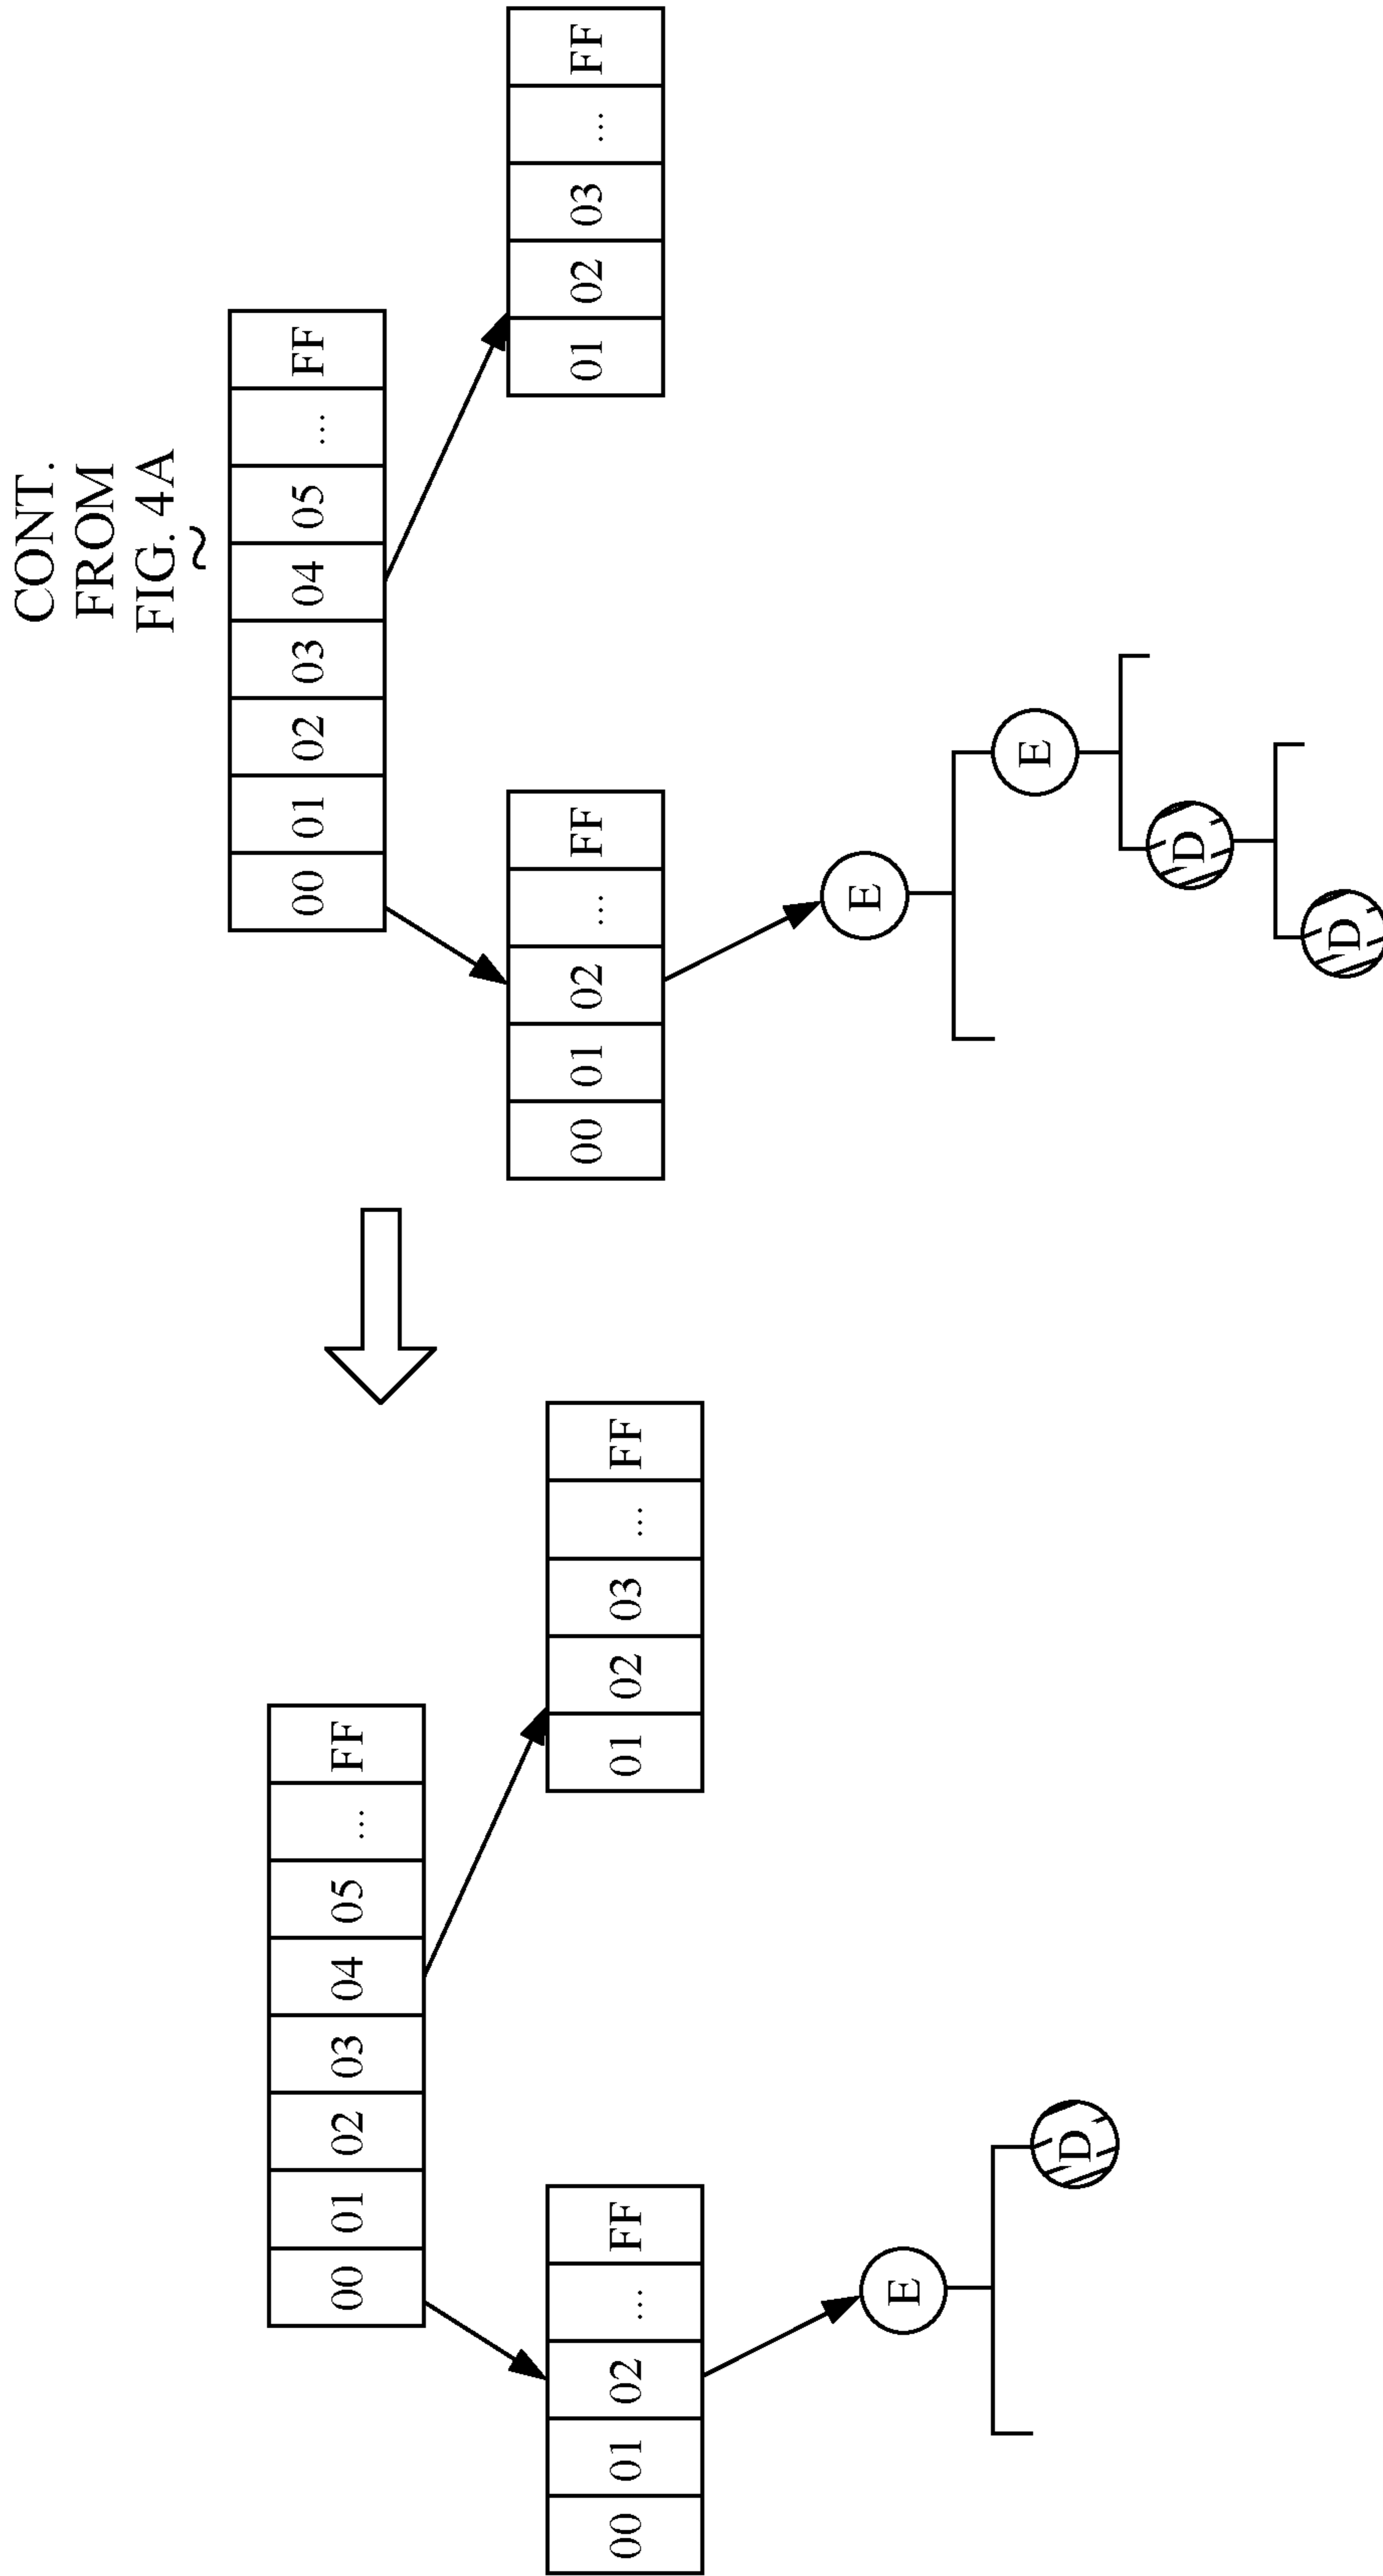 CONT.
FROM
FIG. 4A
00 01 02 03 04 05 ... FF
00 01 02 ... FF
01 02 03 ... FF
E
E
D
D
00 01 02 03 04 05 ... FF
00 01 02 ... FF
01 02 03 ... FF
E
D